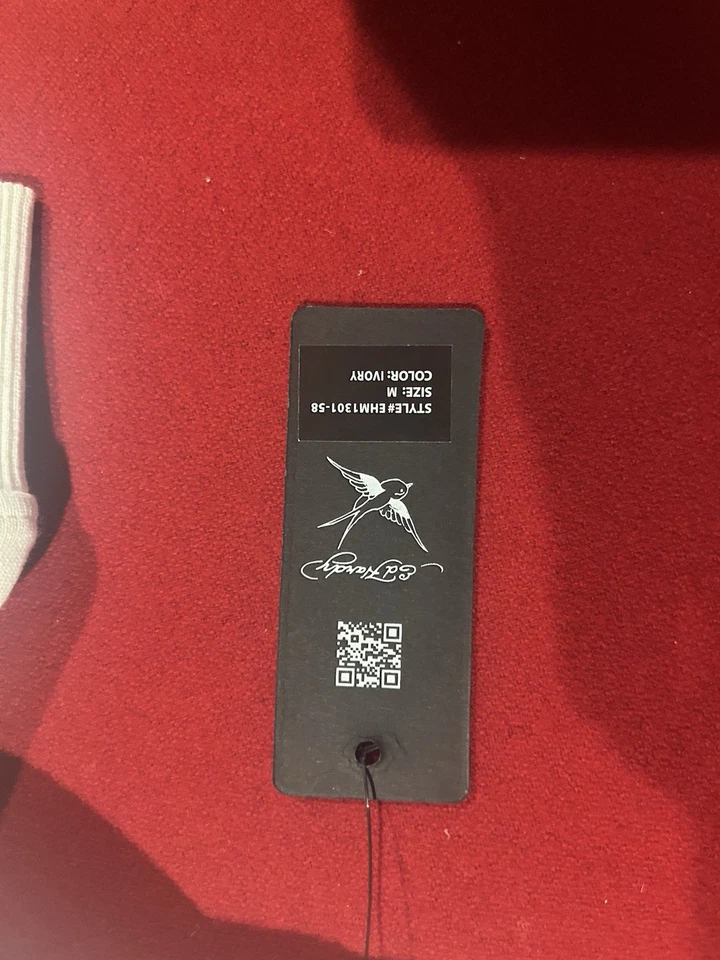 Ed Hardy
STYLE#EHM1301-58
SIZE: M
COLOR: IVORY